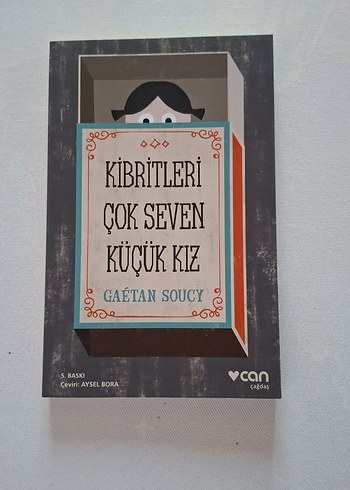 KİBRİTLERİ
ÇOK SEVEN
KÜÇÜK KIZ
GAÉTAN SOUCY
5. BASKI
Çeviri: AYSEL BORA
can
çağdaş